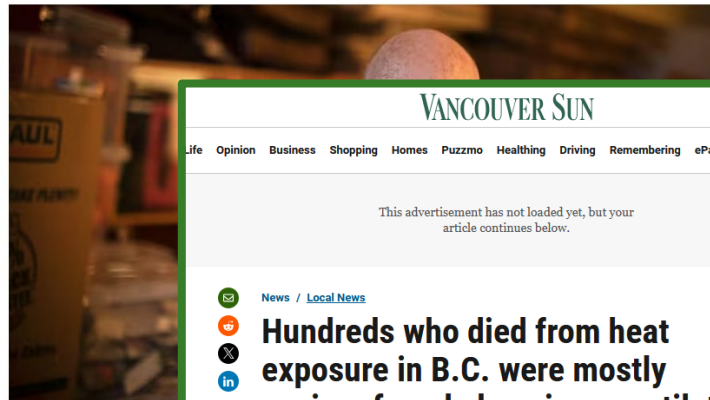 VANCOUVER SUN
Life Opinion Business Shopping Homes Puzzmo Healthing Driving Remembering
This advertisement has not loaded yet, but your
article continues below.
News / Local News
Hundreds who died from heat
exposure in B.C. were mostly
AUL